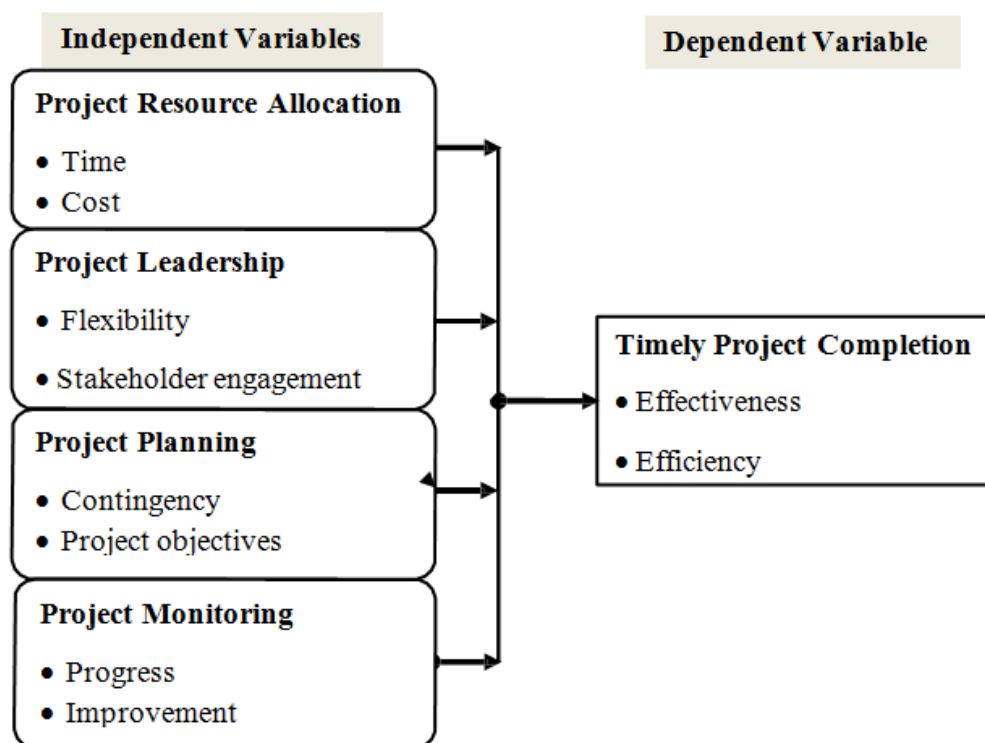 Independent Variables
Project Resource Allocation
• Time
• Cost
Project Leadership
• Flexibility
• Stakeholder engagement
Project Planning
• Contingency
• Project objectives
Project Monitoring
• Progress
• Improvement
Dependent Variable
Timely Project Completion
• Effectiveness
• Efficiency